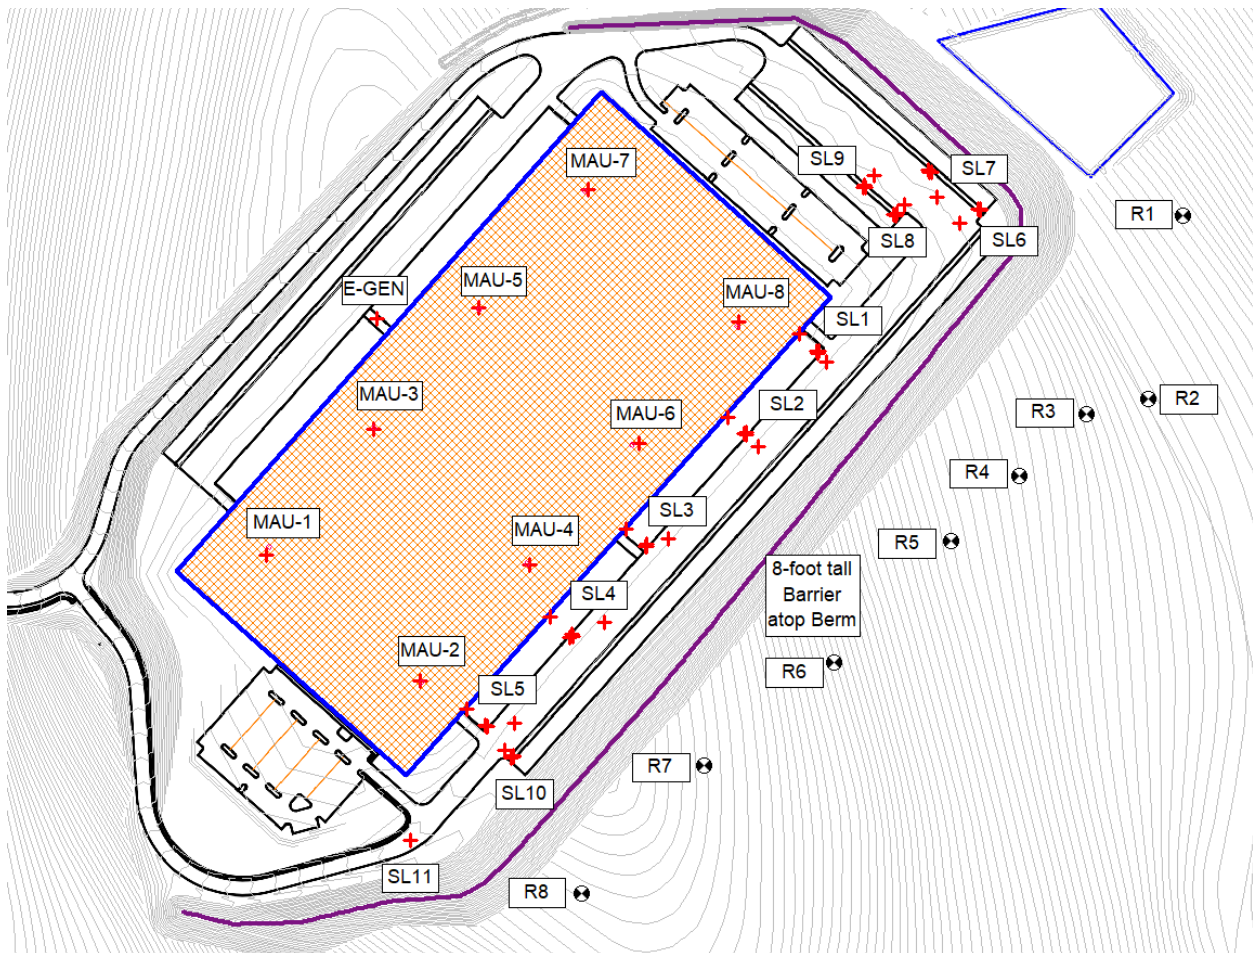 MAU-7
SL9
SL7
R1
SL8
SL6
E-GEN
MAU-5
MAU-8
SL1
MAU-3
SL2
R3
R2
MAU-6
R4
MAU-1
MAU-4
SL3
R5
8-foot tall
Barrier
atop Berm
SL4
MAU-2
R6
SL5
R7
SL10
SL11
R8